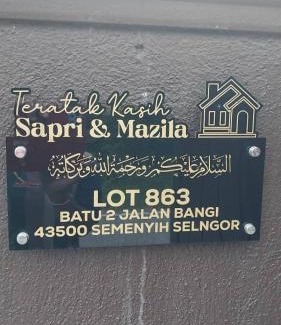 Teratak Kasih
Sapri & Mazila
السلام عليكم ورحمة الله وبركاته
LOT 863
BATU 2 JALAN BANGI
43500 SEMENYIH SELNGOR